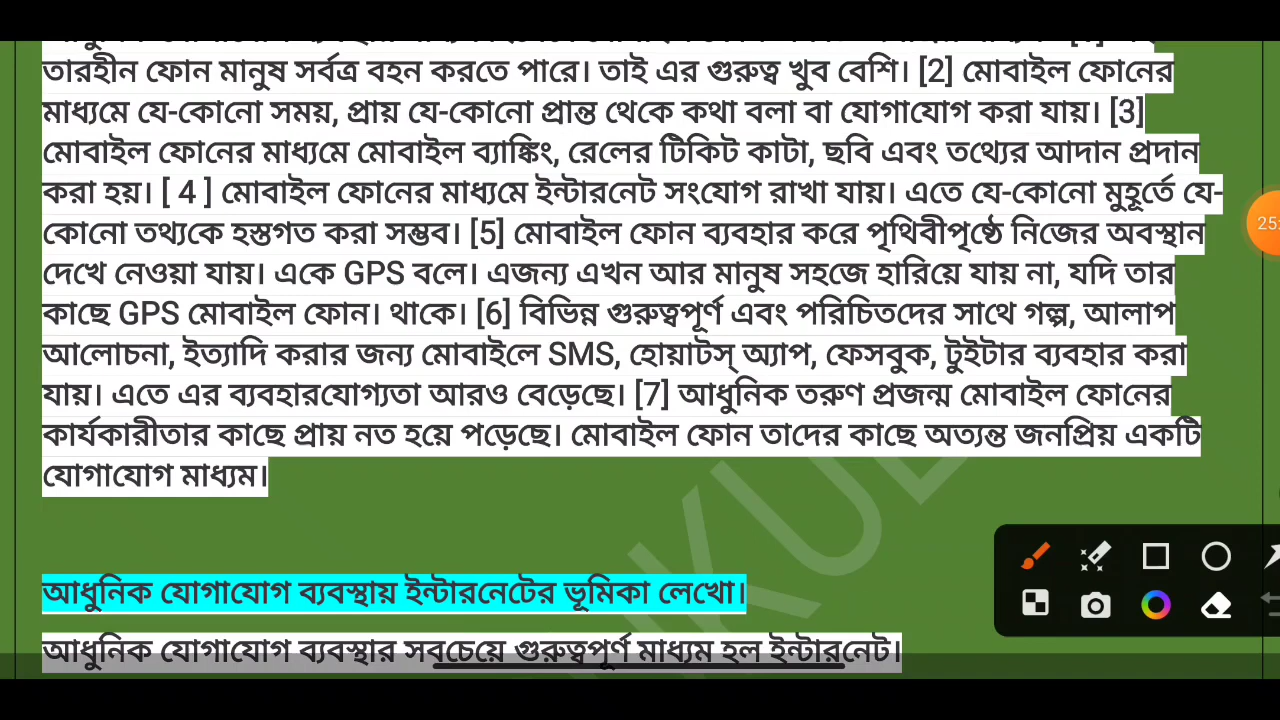 তারহীন ফোন মানুষ সর্বত্র বহন করতে পারে। তাই এর গুরুত্ব খুব বেশি। [2] মোবাইল ফোনের
মাধ্যমে যে-কোনো সময়, প্রায় যে-কোনো প্রান্ত থেকে কথা বলা বা যোগাযোগ করা যায়। [3]
মোবাইল ফোনের মাধ্যমে মোবাইল ব্যাঙ্কিং, রেলের টিকিট কাটা, ছবি এবং তথ্যের আদান প্রদান
করা হয়। [ 4 ] মোবাইল ফোনের মাধ্যমে ইন্টারনেট সংযোগ রাখা যায়। এতে যে-কোনো মুহূর্তে যে-
কোনো তথ্যকে হস্তগত করা সম্ভব। [5] মোবাইল ফোন ব্যবহার করে পৃথিবীপৃষ্ঠে নিজের অবস্থান
দেখে নেওয়া যায়। একে GPS বলে। এজন্য এখন আর মানুষ সহজে হারিয়ে যায় না, যদি তার
কাছে GPS মোবাইল ফোন। থাকে। [6] বিভিন্ন গুরুত্বপূর্ণ এবং পরিচিতদের সাথে গল্প, আলাপ
আলোচনা, ইত্যাদি করার জন্য মোবাইলে SMS, হোয়াটস্ অ্যাপ, ফেসবুক, টুইটার ব্যবহার করা
যায়। এতে এর ব্যবহারযোগ্যতা আরও বেড়েছে। [7] আধুনিক তরুণ প্রজন্ম মোবাইল ফোনের
কার্যকারীতার কাছে প্রায় নত হয়ে পড়েছে। মোবাইল ফোন তাদের কাছে অত্যন্ত জনপ্রিয় একটি
যোগাযোগ মাধ্যম।
আধুনিক যোগাযোগ ব্যবস্থায় ইন্টারনেটের ভূমিকা লেখো।
আধুনিক যোগাযোগ ব্যবস্থার সবচেয়ে গুরুত্বপূর্ণ মাধ্যম হল ইন্টারনেট।